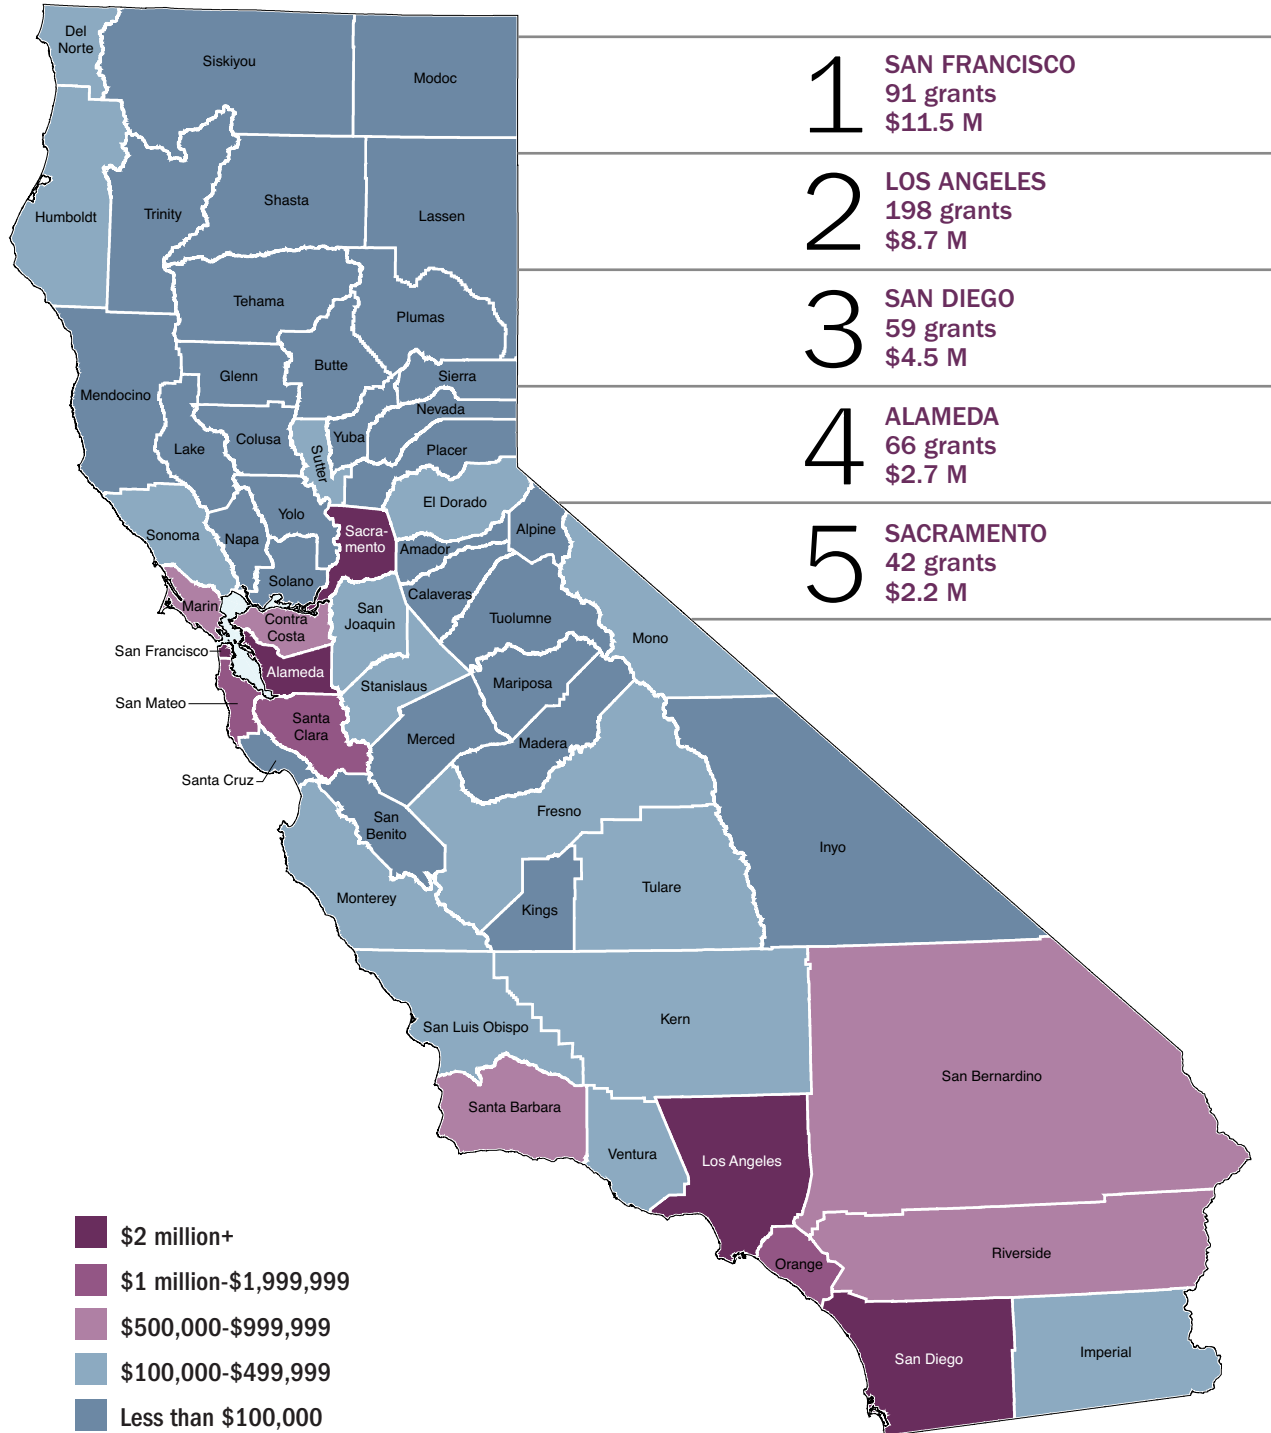 Del
Norte
Siskiyou
Modoc
Humboldt
Trinity
Shasta
Lassen
Tehama
Plumas
Mendocino
Glenn
Butte
Sierra
Nevada
Lake
Colusa
Sutter
Yuba
Placer
El Dorado
Sonoma
Napa
Yolo
Sacra-
mento
Amador
Alpine
Solano
Calaveras
Marin
Contra
Costa
San
Joaquin
Tuolumne
Mono
San Francisco
Alameda
Stanislaus
Mariposa
San Mateo
Santa
Clara
Merced
Madera
Santa Cruz
San
Benito
Fresno
Inyo
Monterey
Kings
Tulare
San Luis Obispo
Kern
Santa Barbara
Ventura
Los Angeles
San Bernardino
Orange
Riverside
San Diego
Imperial
1
SAN FRANCISCO
91 grants
$11.5 M
2
LOS ANGELES
198 grants
$8.7 M
3
SAN DIEGO
59 grants
$4.5 M
4
ALAMEDA
66 grants
$2.7 M
5
SACRAMENTO
42 grants
$2.2 M
$2 million+
$1 million-$1,999,999
$500,000-$999,999
$100,000-$499,999
Less than $100,000